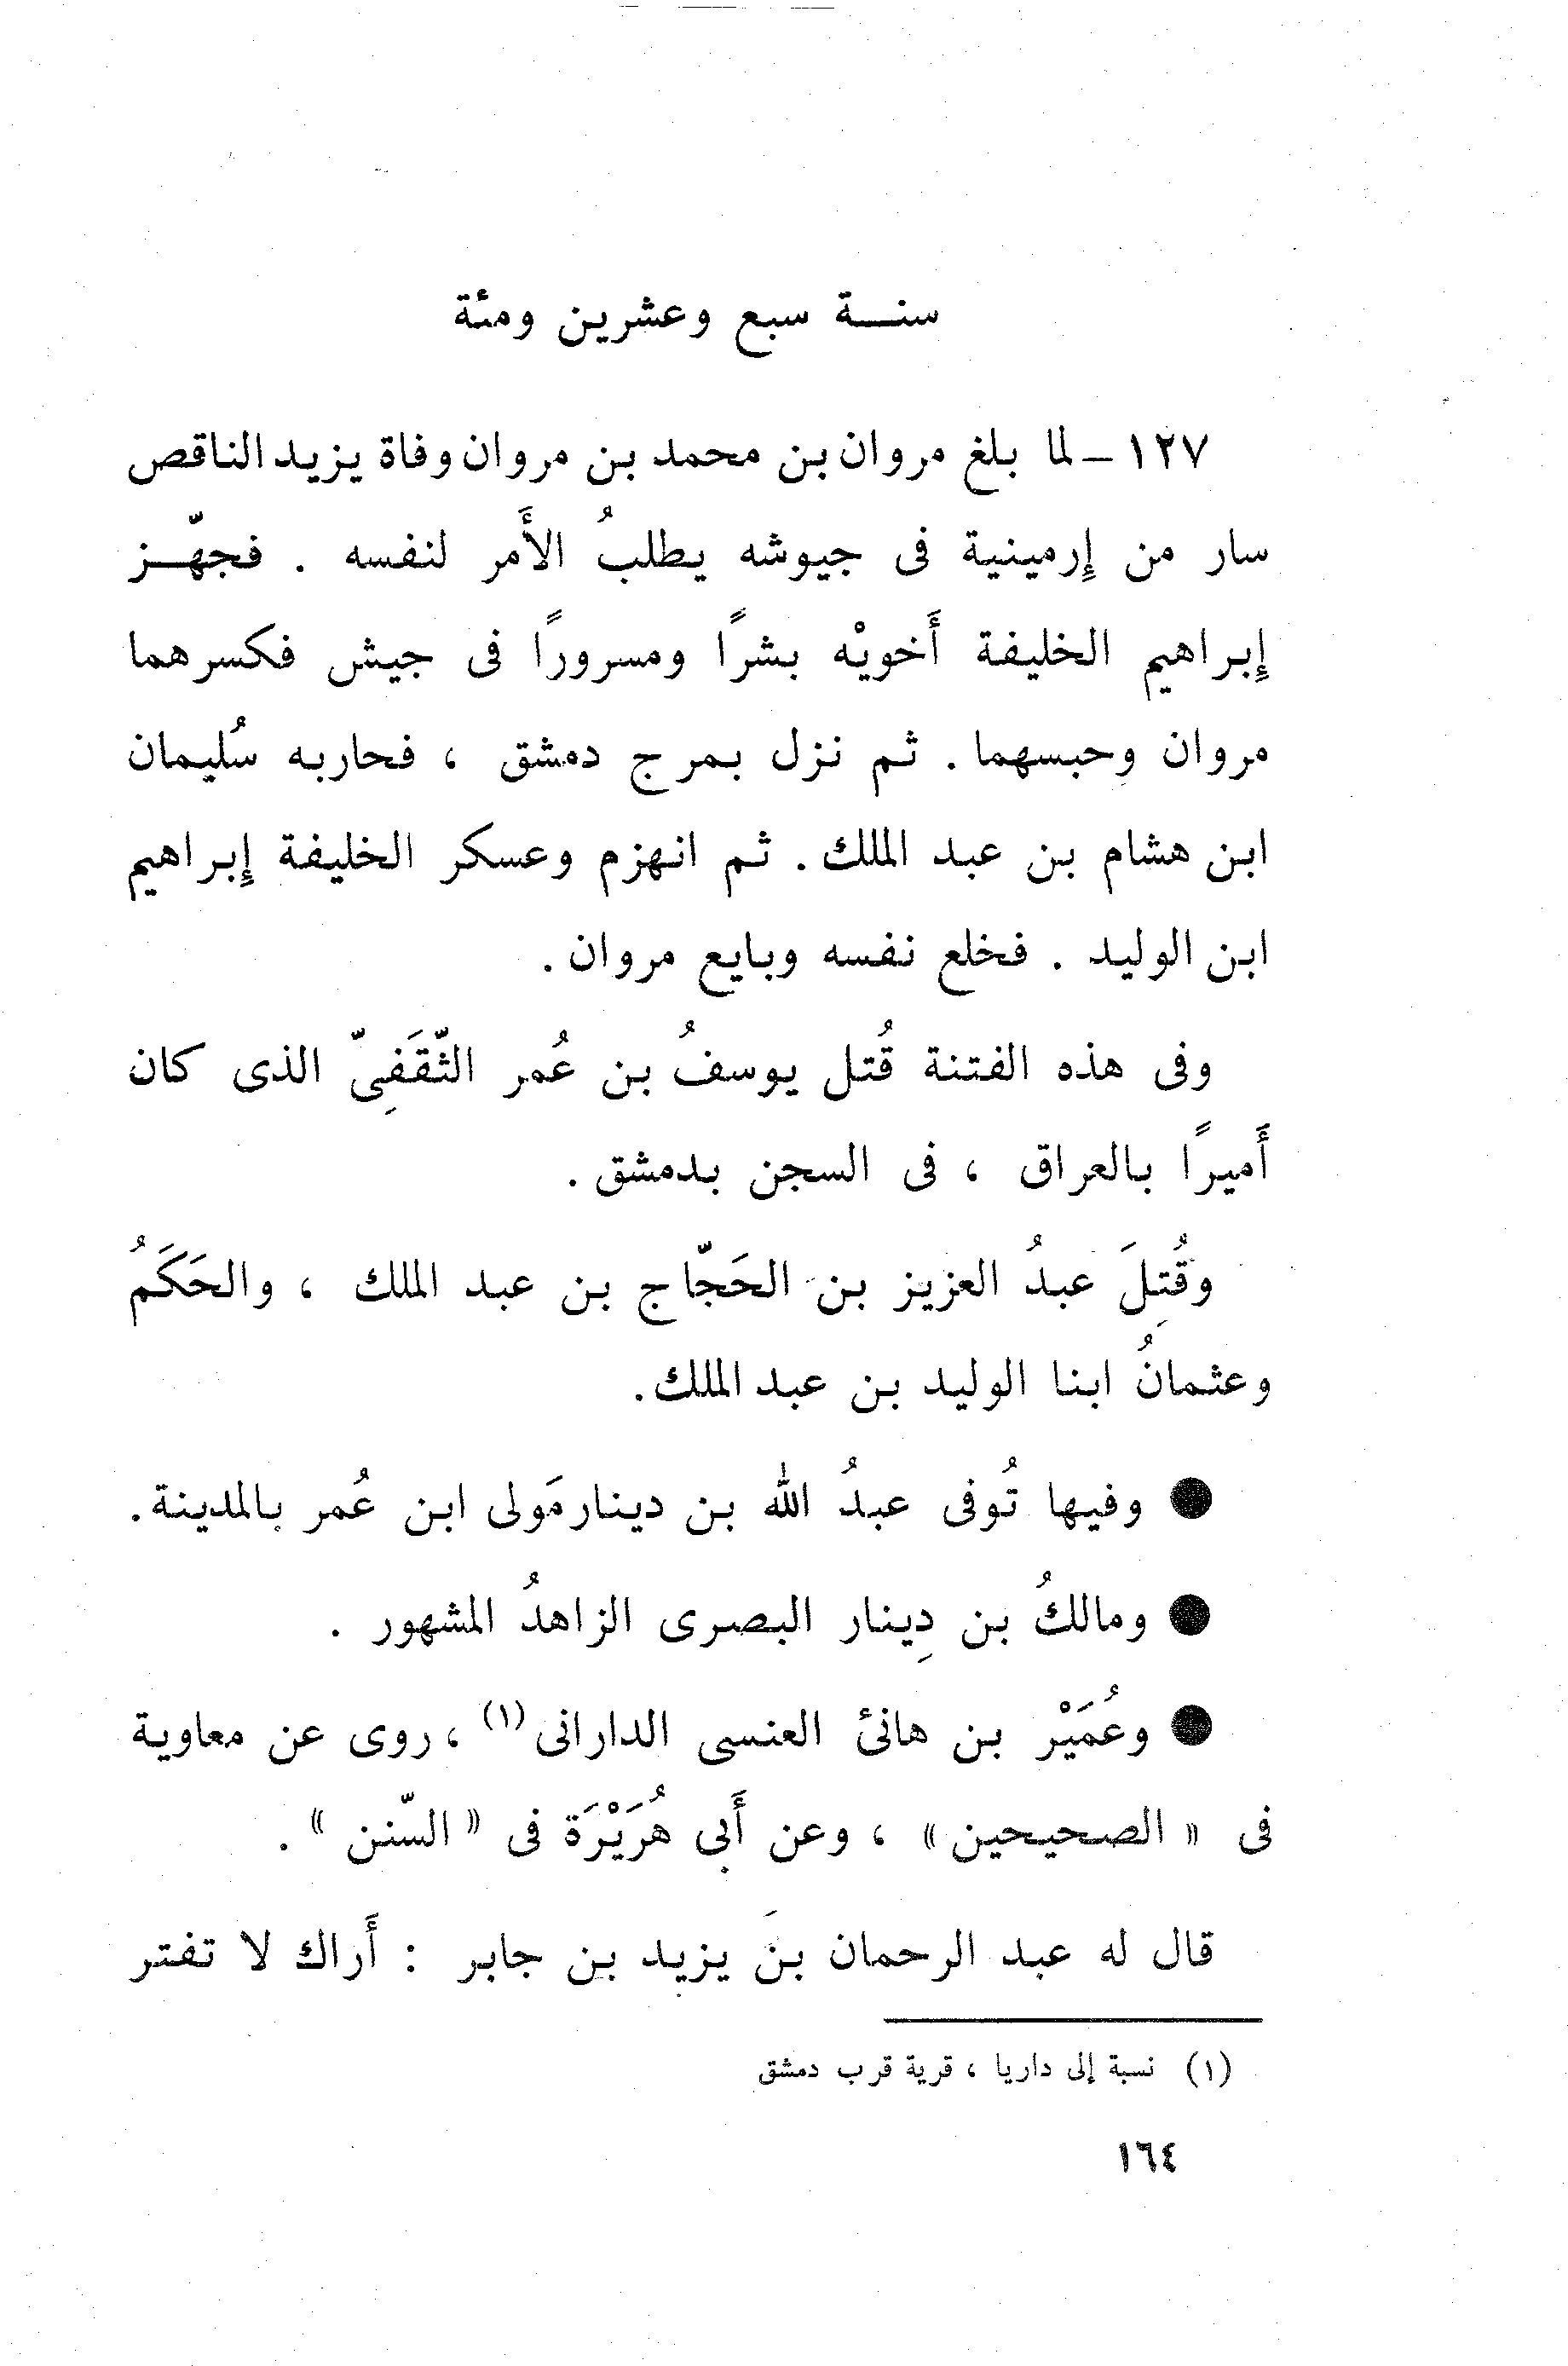 سنة سبع وعشرين ومئة
١٢٧ – لما بلغ مروان بن محمد بن مروان وفاة يزيد الناقص
سار من إرمينية فى جيوشه يطلبُ الأَمر لنفسه . فجهّز
إبراهيم الخليفة أَخويْه بشرًا ومسرورًا فى جيش فكسرهما
مروان وحبسهما . ثم نزل بمرج دمشق ، فحاربه سُليمان
ابن هشام بن عبد الملك . ثم انهزم وعسكر الخليفة إبراهيم
ابن الوليد . فخلع نفسه وبايع مروان .
وفى هذه الفتنة قُتل يوسفُ بن عُمر الثّقَفِىّ الذى كان
أَميرًا بالعراق ، فى السجن بدمشق .
وقُتِلَ عبدُ العزيز بن الحَجّاج بن عبد الملك ، والحَكَمُ
وعثمانُ ابنا الوليد بن عبد الملك .
● وفيها تُوفى عبدُ الله بن دينار مَولى ابن عُمر بالمدينة .
● ومالكُ بن دِينار البصرى الزاهدُ المشهور .
● وعُمَيْر بن هانئ العنسى الدارانى (١) ، روى عن معاوية
فى « الصحيحين » ، وعن أَبى هُرَيْرَة فى « السّنن » .
قال له عبد الرحمان بنَ يزيد بن جابر : أَراك لا تفتر
(١) نسبة إلى داريا ، قرية قرب دمشق
١٦٤